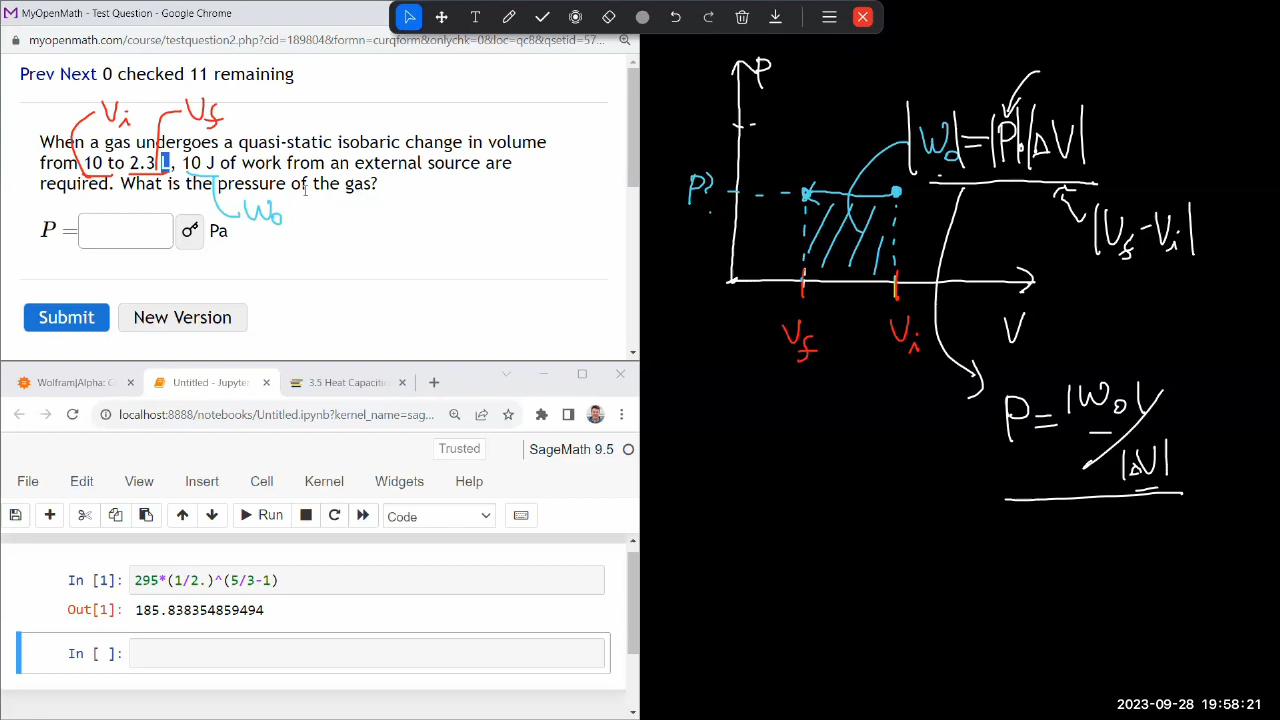 MyOpenMath - Test Question - Google Chrome
myopenmath.com/course/testquestion2.php?cid=189804&formn=curqform&onlychk=0&loc=qc8&qsetid=57...
Prev Next 0 checked 11 remaining
Vi
Vf
When a gas undergoes a quasi-static isobaric change in volume
from 10 to 2.3 L, 10 J of work from an external source are
required. What is the pressure of the gas?
W₀
P =
Pa
Submit
New Version
Wolfram|Alpha: C
Untitled - Jupyter
3.5 Heat Capaciti
localhost:8888/notebooks/Untitled.ipynb?kernel_name=sag...
Trusted
SageMath 9.5
File Edit View Insert Cell Kernel Widgets Help
Run
Code
In [1]: 295*(1/2.)^(5/3-1)
Out[1]: 185.838354859494
In [ ]:
P
P?
Vf
Vi
V
|W₀|=|P||ΔV|
|Vf-Vi|
P=|W₀|/|ΔV|
2023-09-28 19:58:21